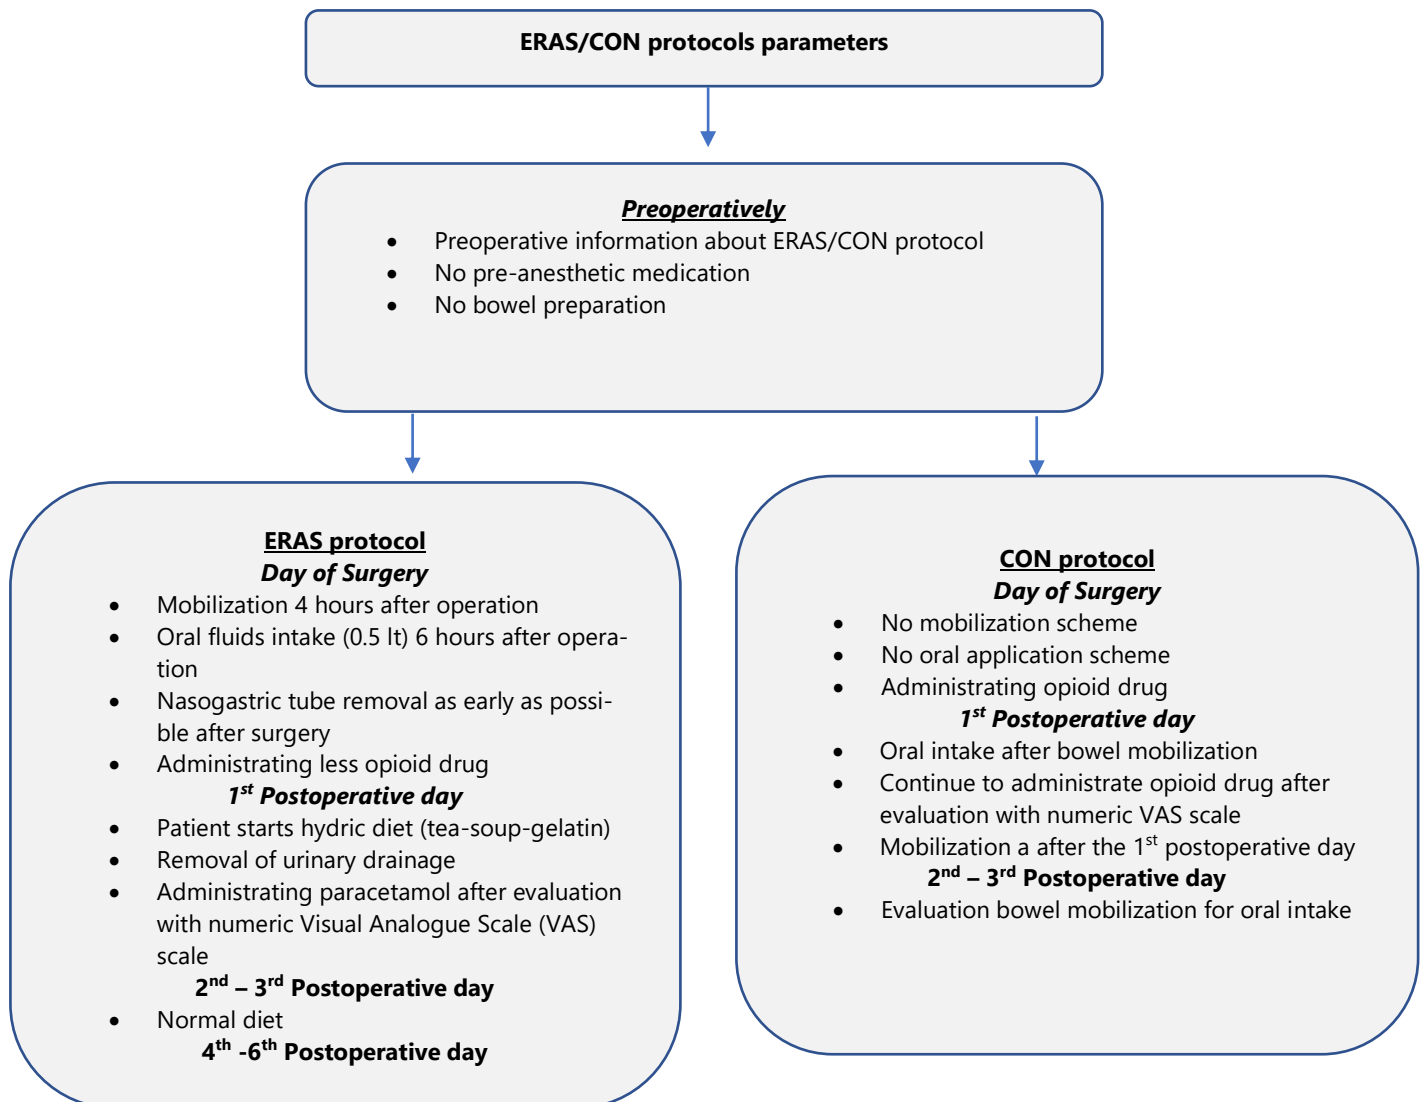 ERAS/CON protocols parameters
Preoperatively
• Preoperative information about ERAS/CON protocol
• No pre-anesthetic medication
• No bowel preparation
ERAS protocol
Day of Surgery
• Mobilization 4 hours after operation
• Oral fluids intake (0.5 lt) 6 hours after opera-
tion
• Nasogastric tube removal as early as possi-
ble after surgery
• Administrating less opioid drug
1st Postoperative day
• Patient starts hydric diet (tea-soup-gelatin)
• Removal of urinary drainage
• Administrating paracetamol after evaluation
with numeric Visual Analogue Scale (VAS)
scale
2nd – 3rd Postoperative day
• Normal diet
4th -6th Postoperative day
CON protocol
Day of Surgery
• No mobilization scheme
• No oral application scheme
• Administrating opioid drug
1st Postoperative day
• Oral intake after bowel mobilization
• Continue to administrate opioid drug after
evaluation with numeric VAS scale
• Mobilization a after the 1st postoperative day
2nd – 3rd Postoperative day
• Evaluation bowel mobilization for oral intake